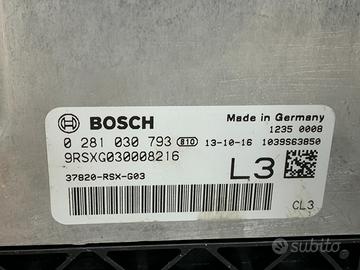 BOSCH
Made in Germany
1235 0008
0 281 030 793 810 13-10-16 1039S63850
9RSXG030008216
L3
37820-RSX-G03
CL3
subito